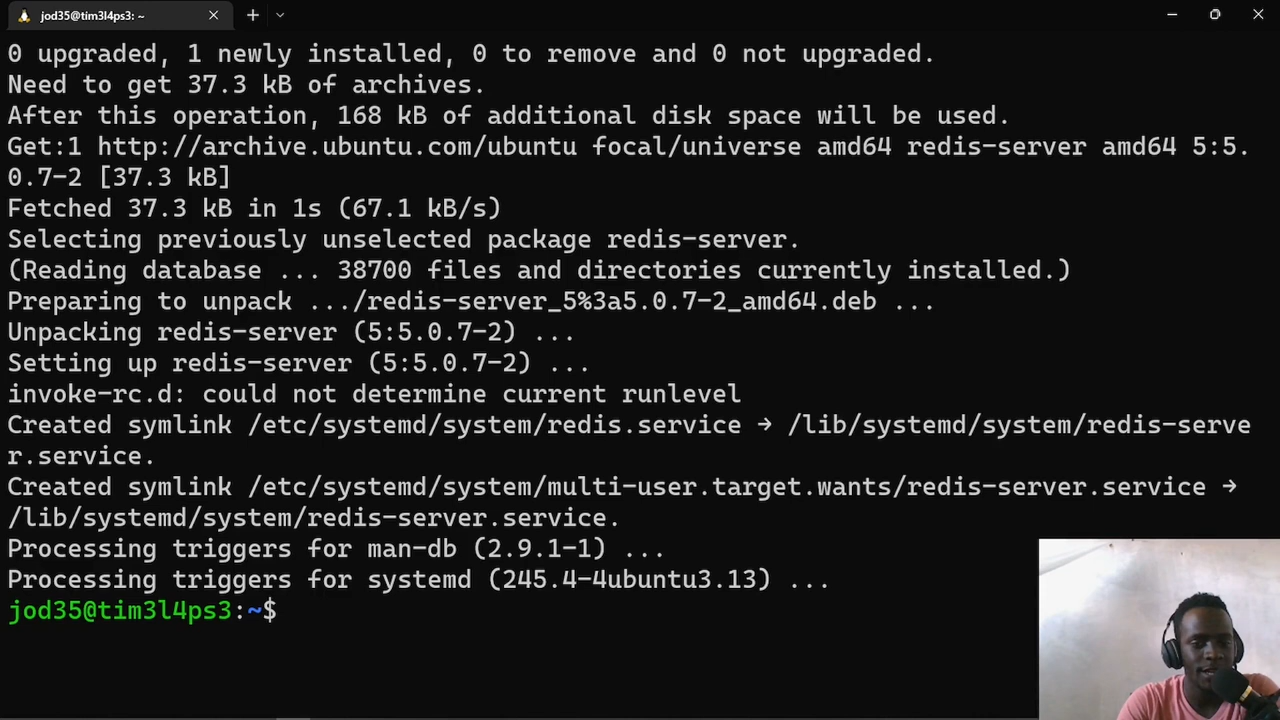 jod35@tim3l4ps3: ~
0 upgraded, 1 newly installed, 0 to remove and 0 not upgraded.
Need to get 37.3 kB of archives.
After this operation, 168 kB of additional disk space will be used.
Get:1 http://archive.ubuntu.com/ubuntu focal/universe amd64 redis-server amd64 5:5.
0.7-2 [37.3 kB]
Fetched 37.3 kB in 1s (67.1 kB/s)
Selecting previously unselected package redis-server.
(Reading database ... 38700 files and directories currently installed.)
Preparing to unpack .../redis-server_5%3a5.0.7-2_amd64.deb ...
Unpacking redis-server (5:5.0.7-2) ...
Setting up redis-server (5:5.0.7-2) ...
invoke-rc.d: could not determine current runlevel
Created symlink /etc/systemd/system/redis.service → /lib/systemd/system/redis-serve
r.service.
Created symlink /etc/systemd/system/multi-user.target.wants/redis-server.service →
/lib/systemd/system/redis-server.service.
Processing triggers for man-db (2.9.1-1) ...
Processing triggers for systemd (245.4-4ubuntu3.13) ...
jod35@tim3l4ps3:~$